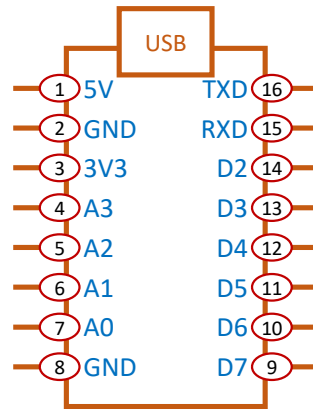 USB
1 5V TXD 16
2 GND RXD 15
3 3V3 D2 14
4 A3 D3 13
5 A2 D4 12
6 A1 D5 11
7 A0 D6 10
8 GND D7 9